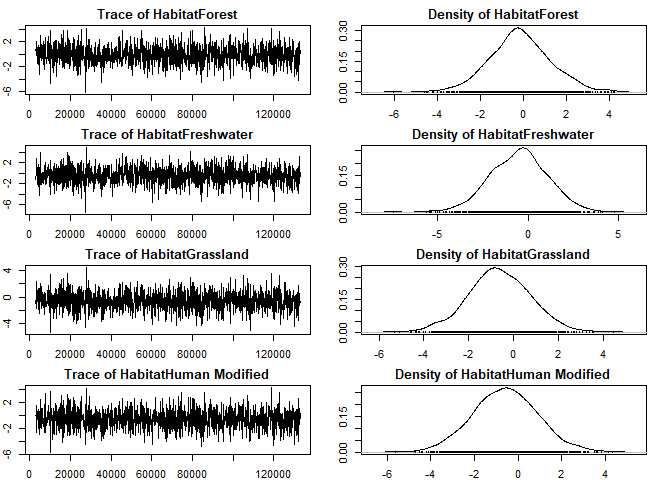 Trace of HabitatForest
Density of HabitatForest
-6 -2 2
0 20000 40000 60000 80000 120000
0.00 0.15 0.30
-6 -4 -2 0 2 4
Trace of HabitatFreshwater
Density of HabitatFreshwater
-6 -2 2
0 20000 40000 60000 80000 120000
0.00 0.15
-5 0 5
Trace of HabitatGrassland
Density of HabitatGrassland
-4 0 4
0 20000 40000 60000 80000 120000
0.00 0.15 0.30
-6 -4 -2 0 2 4
Trace of HabitatHuman Modified
Density of HabitatHuman Modified
-6 -2 2
0 20000 40000 60000 80000 120000
0.00 0.15
-6 -4 -2 0 2 4